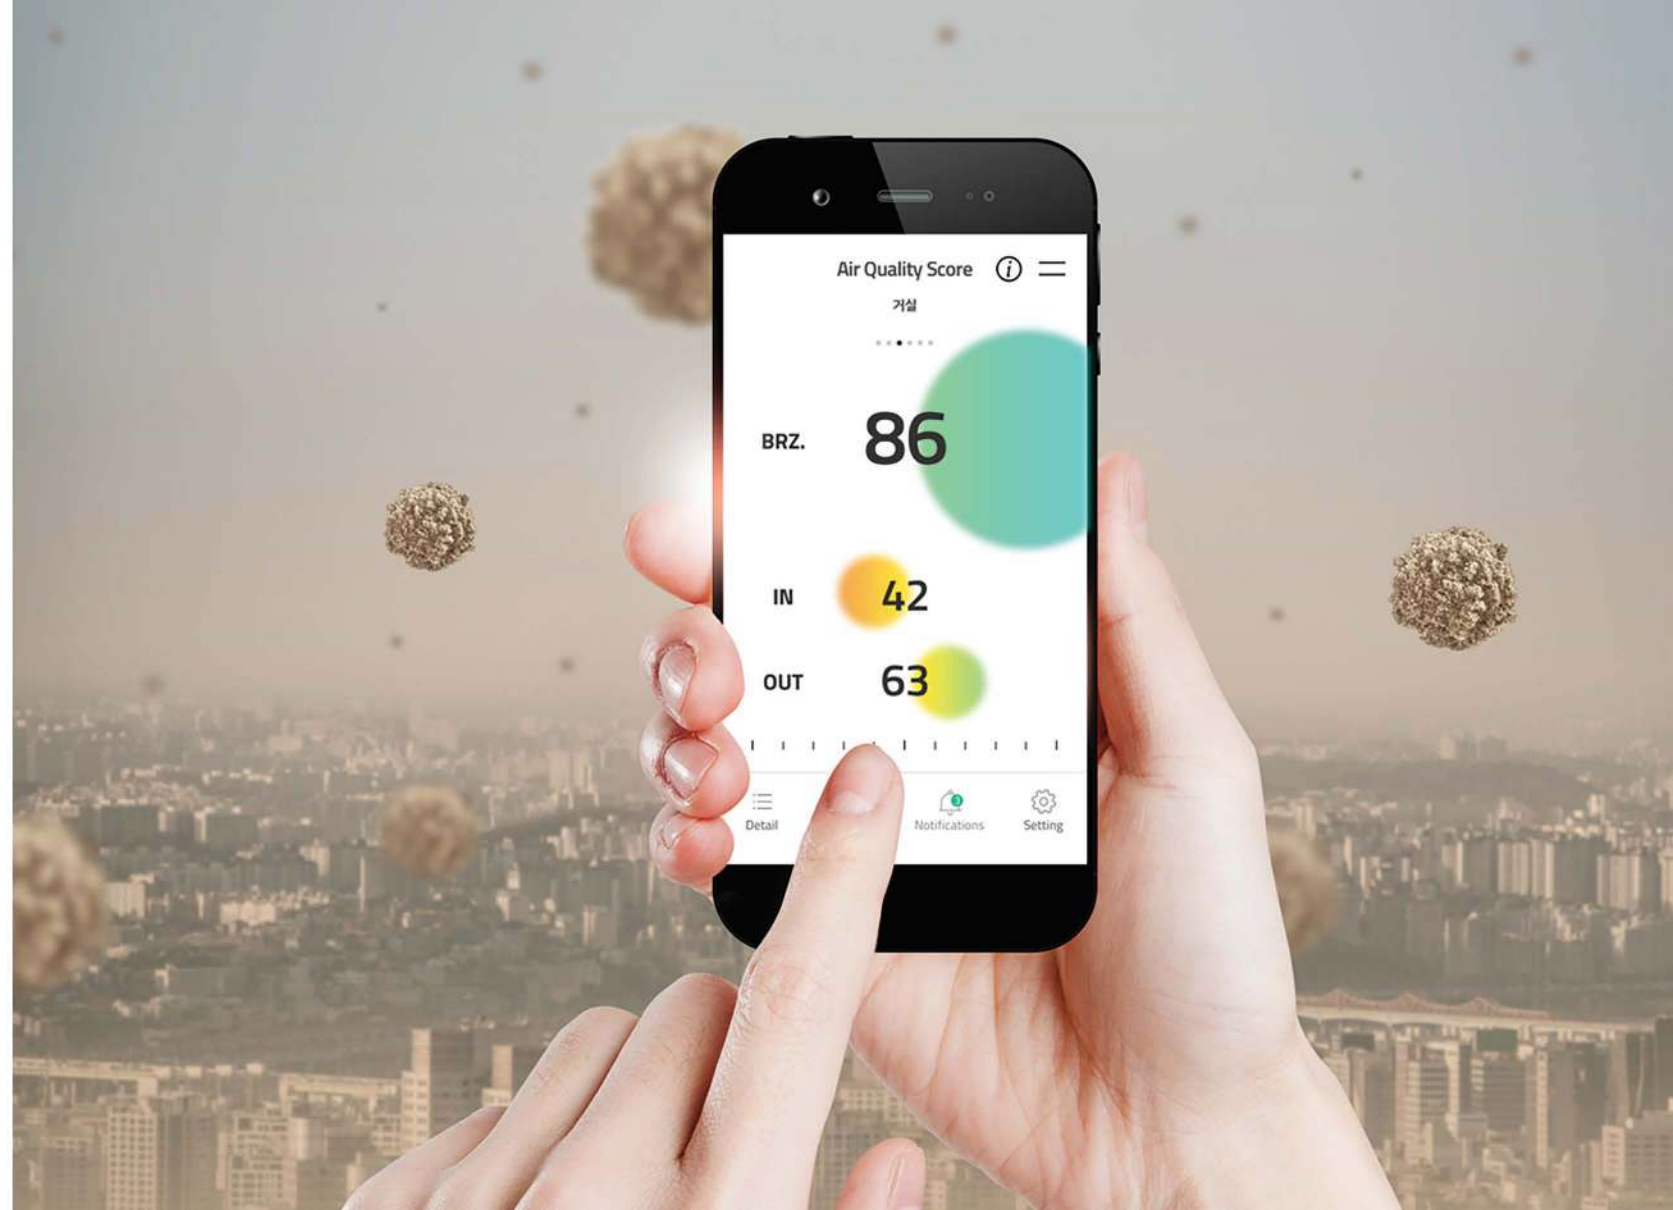 Air Quality Score
거실
BRZ. 86
IN 42
OUT 63
Detail
Notifications
Setting